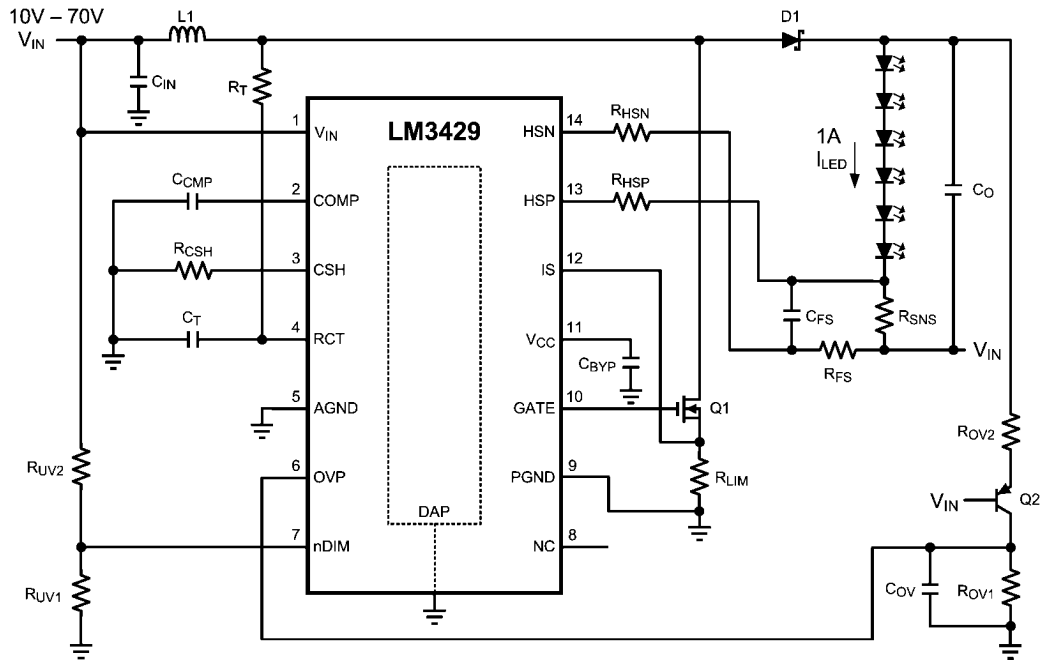 10V – 70V
VIN
L1
D1
CIN
RT
LM3429
1
VIN
HSN
14
RHSN
1A
ILED
CCMP
2
COMP
HSP
13
RHSP
CO
RCSH
3
CSH
IS
12
CFS
RSNS
CT
4
RCT
VCC
11
CBYP
RFS
VIN
5
AGND
GATE
10
Q1
ROV2
RUV2
6
OVP
PGND
9
RLIM
VIN
Q2
DAP
7
nDIM
NC
8
RUV1
COV
ROV1